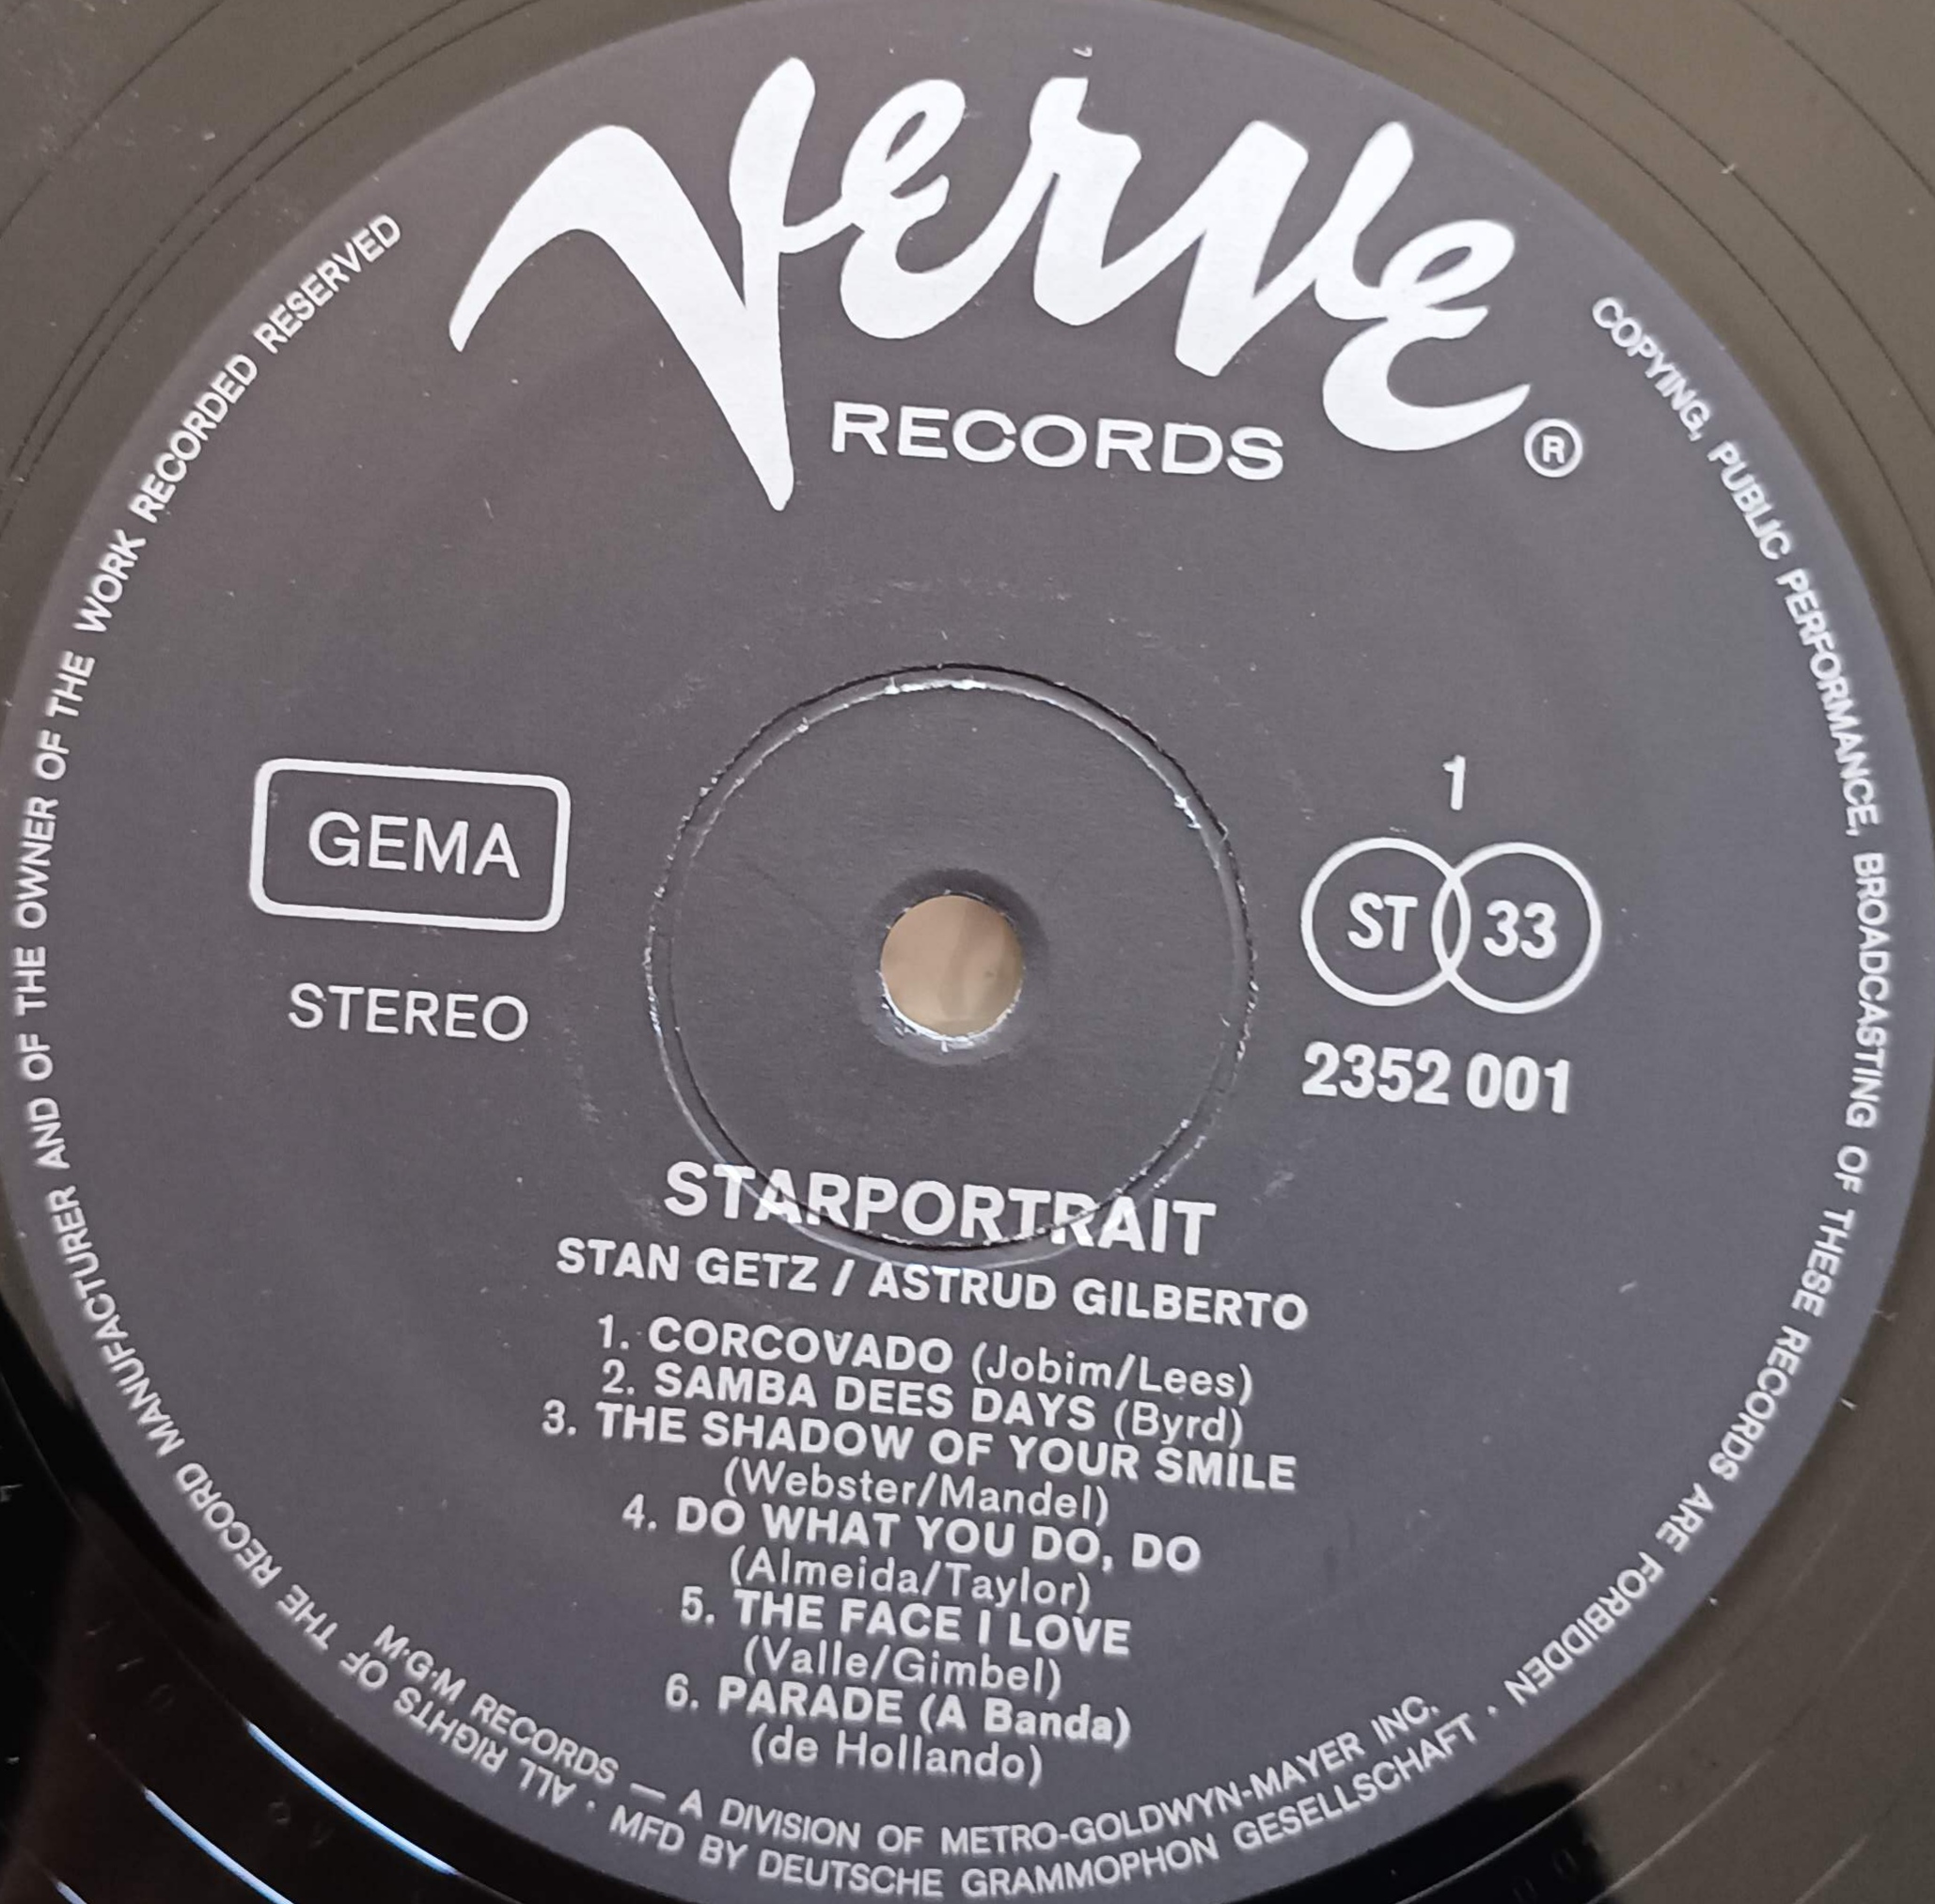 Verve
RECORDS ®
GEMA
STEREO
1
ST 33
2352 001
STARPORTRAIT
STAN GETZ / ASTRUD GILBERTO
1. CORCOVADO (Jobim/Lees)
2. SAMBA DEES DAYS (Byrd)
3. THE SHADOW OF YOUR SMILE
(Webster/Mandel)
4. DO WHAT YOU DO, DO
(Almeida/Taylor)
5. THE FACE I LOVE
(Valle/Gimbel)
6. PARADE (A Banda)
(de Hollando)
M·G·M RECORDS — A DIVISION OF METRO-GOLDWYN-MAYER INC.
ALL RIGHTS OF THE RECORD MANUFACTURER AND OF THE OWNER OF THE WORK RECORDED RESERVED
COPYING, PUBLIC PERFORMANCE, BROADCASTING OF THESE RECORDS ARE FORBIDDEN ·
· MFD BY DEUTSCHE GRAMMOPHON GESELLSCHAFT